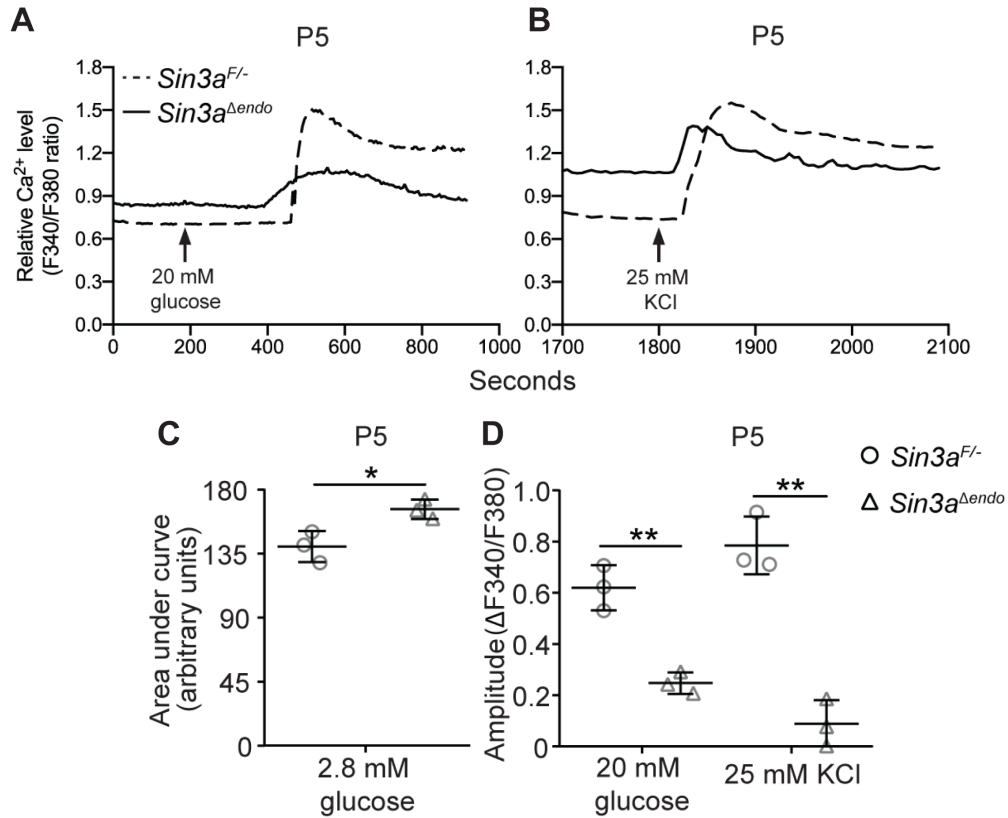 A
P5
Sin3a^F/-
Sin3a^Δendo
Relative Ca²⁺ level
(F340/F380 ratio)
1.8
1.5
1.2
0.9
0.6
0.3
0.0
20 mM
glucose
0 200 400 600 800 1000
B
P5
1.8
1.5
1.2
0.9
0.6
0.3
0.0
25 mM
KCl
1700 1800 1900 2000 2100
Seconds
C
P5
*
Area under curve
(arbitrary units)
180
135
90
45
0
2.8 mM
glucose
D
P5
** **
Amplitude (ΔF340/F380)
1.0
0.8
0.6
0.4
0.2
0
20 mM
glucose
25 mM KCl
Sin3a^F/-
Sin3a^Δendo